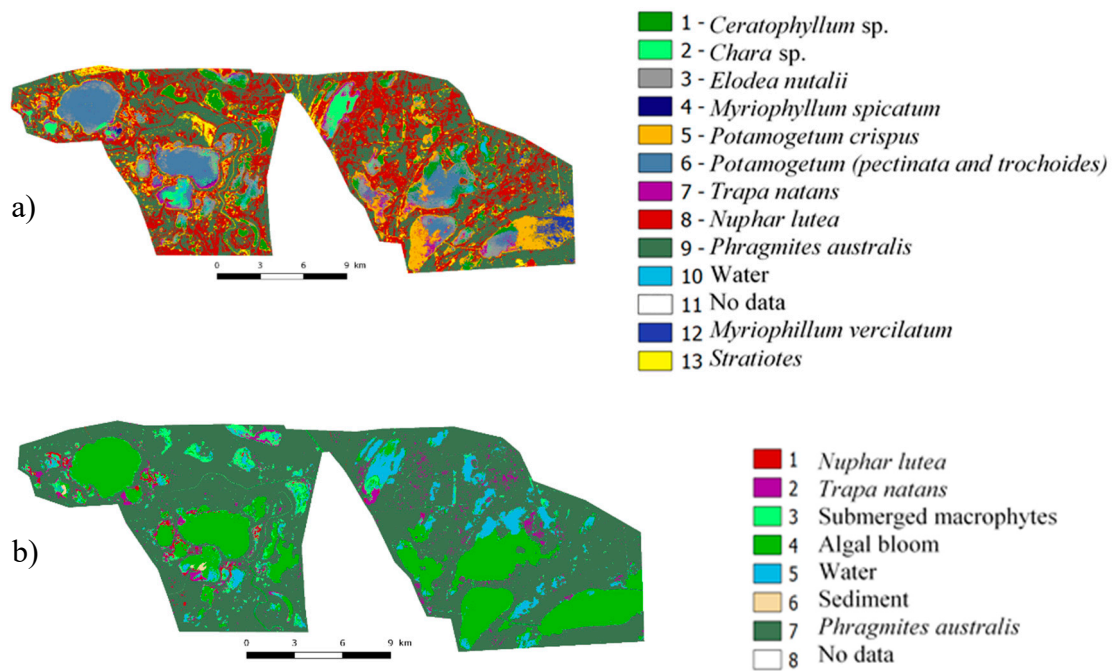 a)
0 3 6 9 km
1 - Ceratophyllum sp.
2 - Chara sp.
3 - Elodea nutalii
4 - Myriophyllum spicatum
5 - Potamogetum crispus
6 - Potamogetum (pectinata and trochoides)
7 - Trapa natans
8 - Nuphar lutea
9 - Phragmites australis
10 Water
11 No data
12 Myriophillum vercilatum
13 Stratiotes
b)
0 3 6 9 km
1 Nuphar lutea
2 Trapa natans
3 Submerged macrophytes
4 Algal bloom
5 Water
6 Sediment
7 Phragmites australis
8 No data